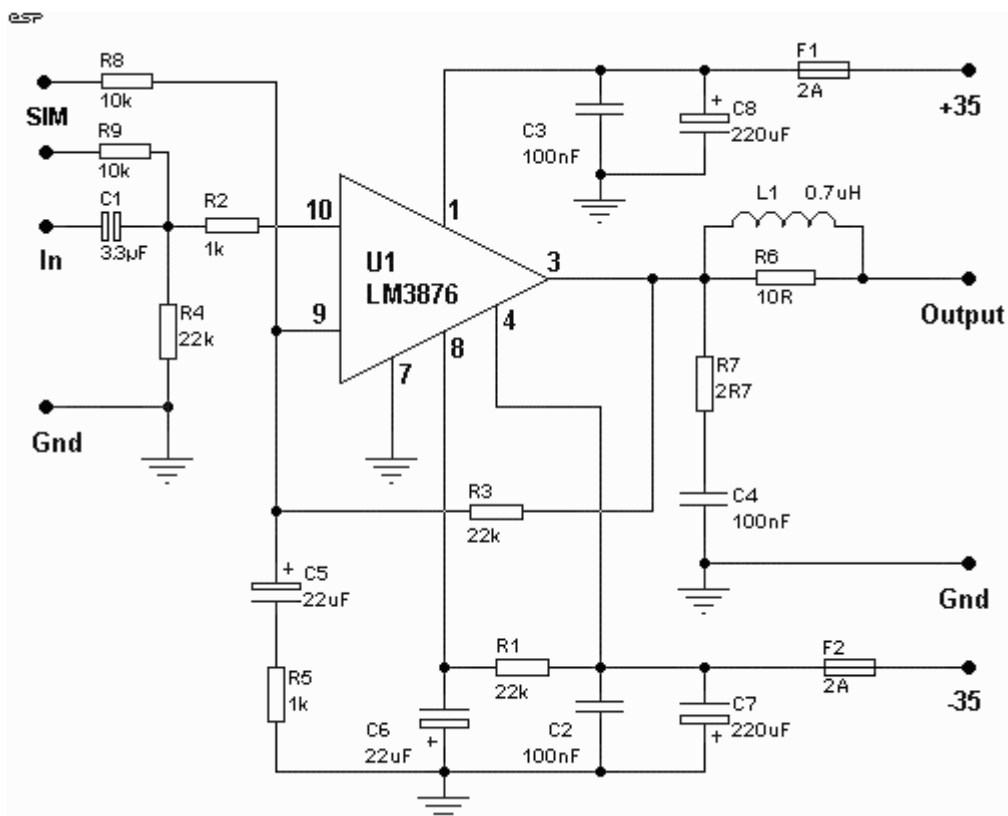 esp
R8
10k
SIM
R9
10k
C1
3.3µF
In
R2
1k
R4
22k
Gnd
10
9
U1
LM3876
1
3
4
8
7
C3
100nF
+
C8
220uF
F1
2A
+35
L1 0.7uH
R6
10R
Output
R7
2R7
C4
100nF
Gnd
R3
22k
+
C5
22uF
R5
1k
C6
22uF
+
R1
22k
C2
100nF
C7
220uF
+
F2
2A
-35